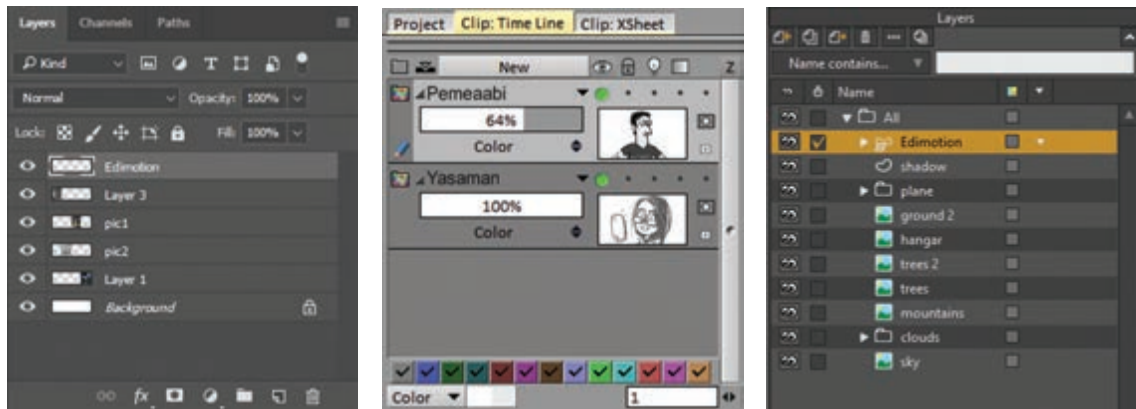 Layers Channels Paths
Kind
Normal Opacity: 100%
Lock: Fill: 100%
Edimotion
Layer 3
pic1
pic2
Layer 1
Background
fx
Project Clip: Time Line Clip: XSheet
New Z
Pemeaabi
64%
Color
Yasaman
100%
Color
Color 1
Layers
Name contains...
Name
All
Edimotion
shadow
plane
ground 2
hangar
trees 2
trees
mountains
clouds
sky